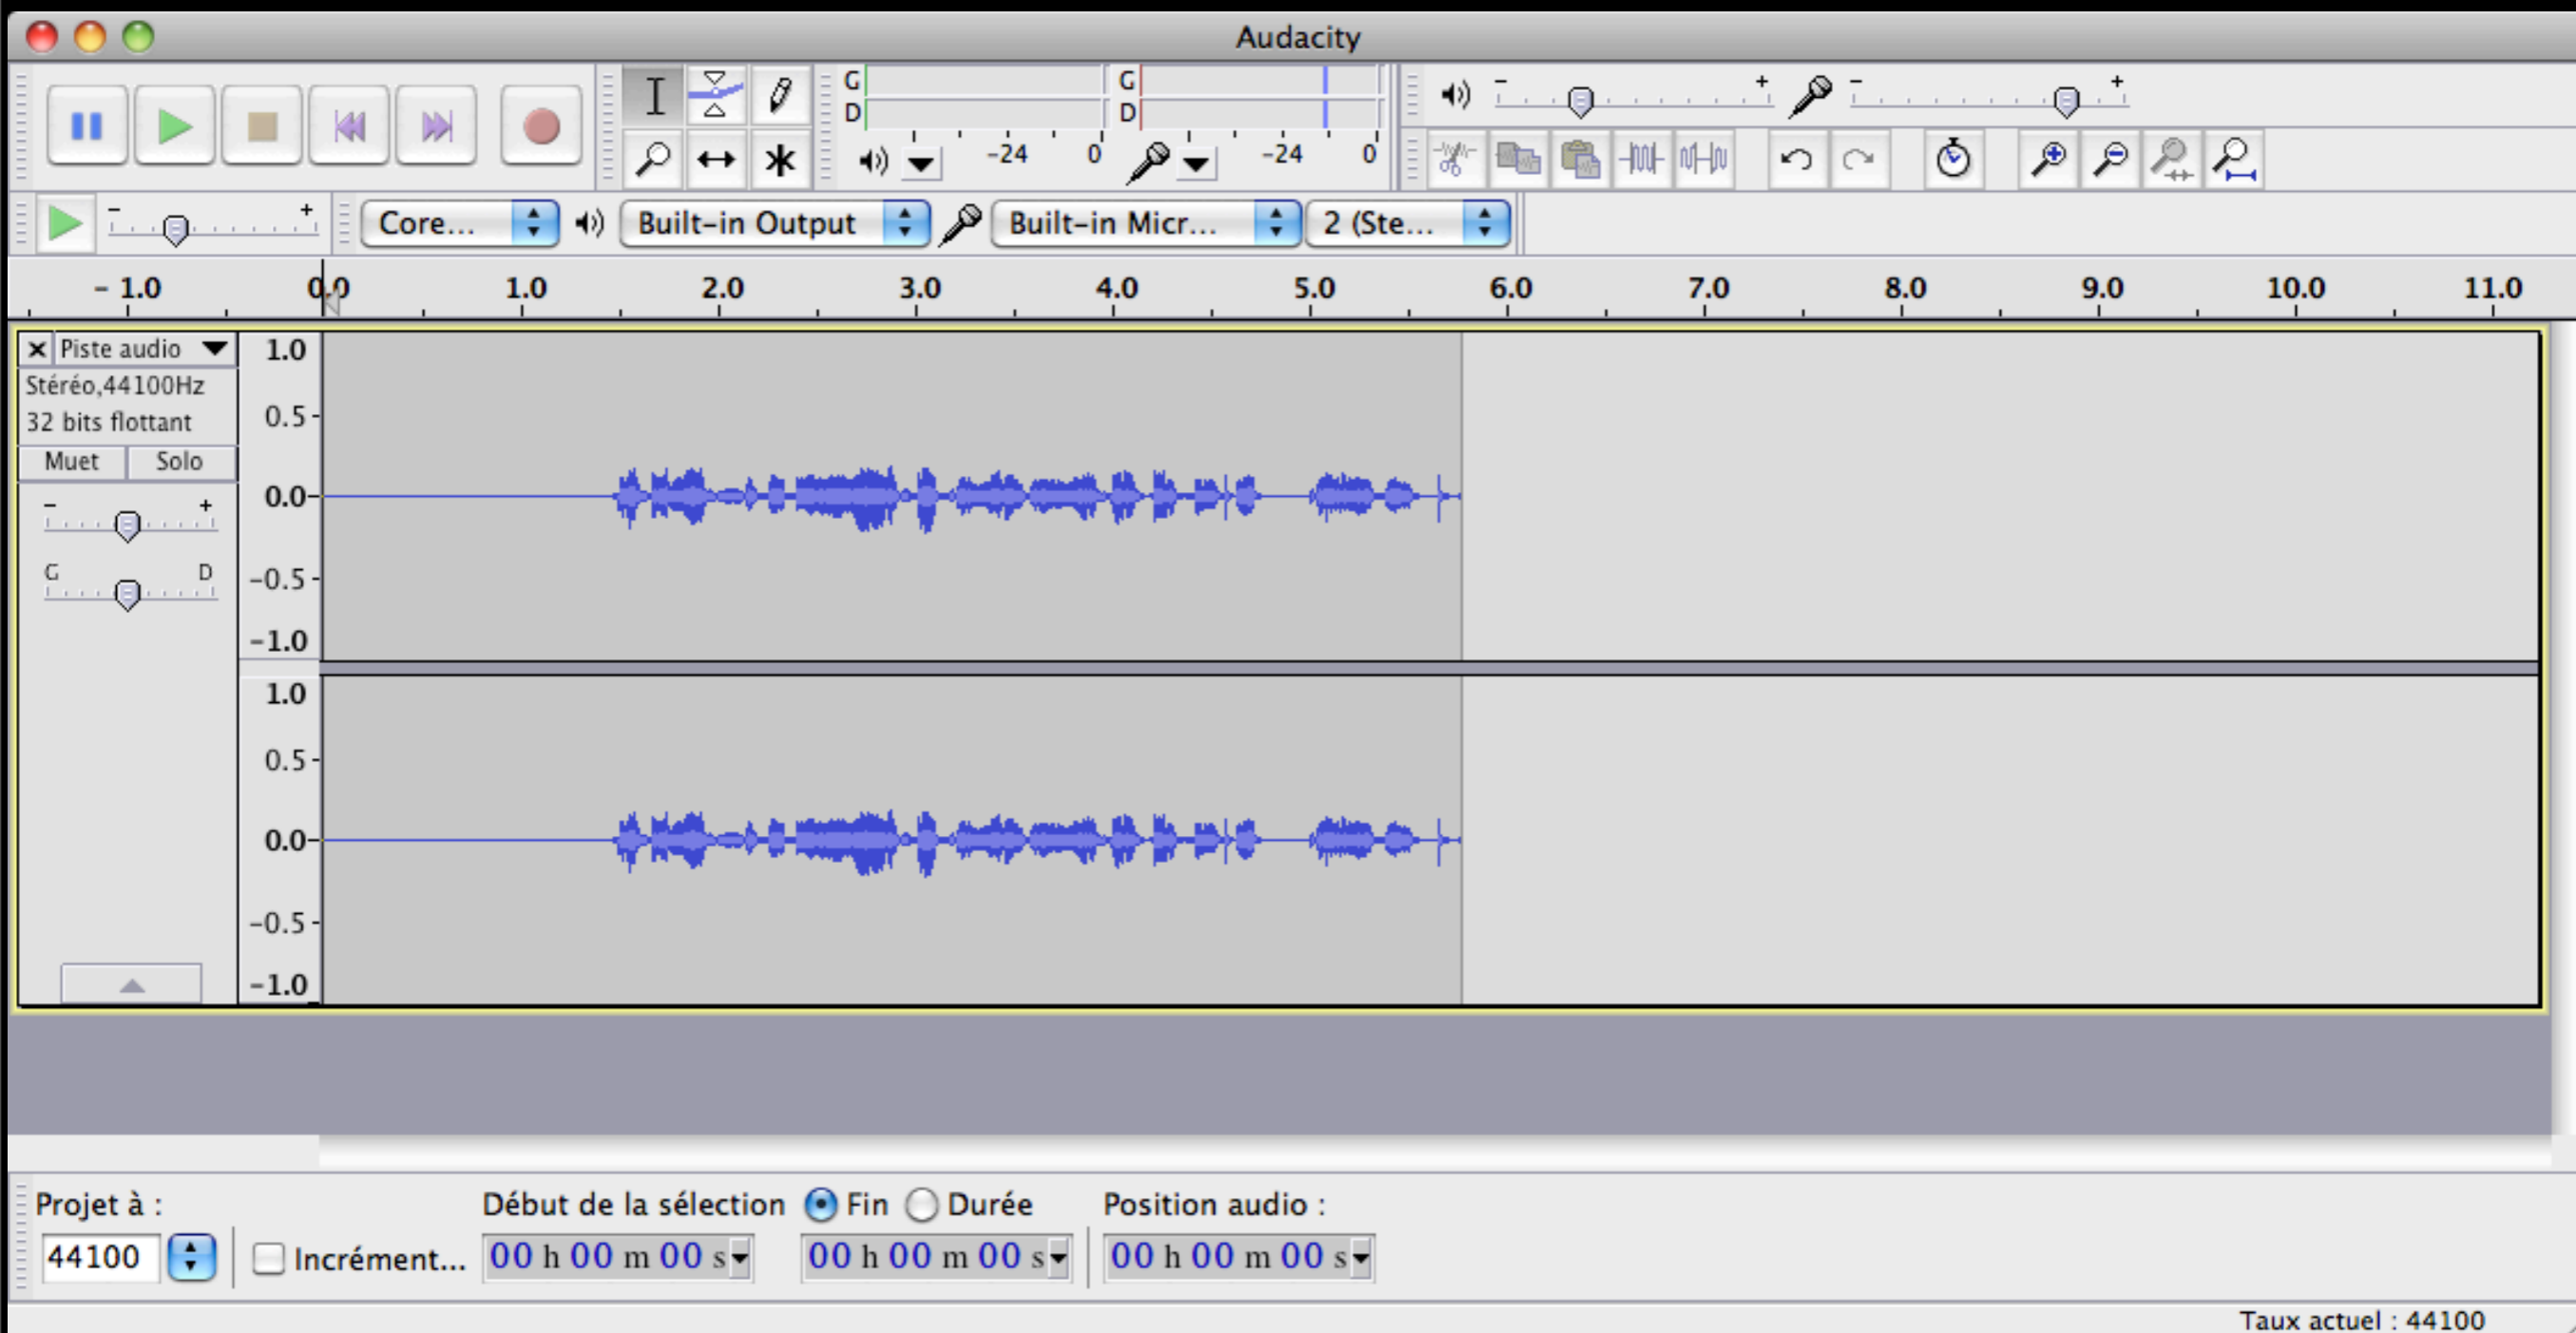 Audacity
G
D
-24 0
G
D
-24 0
- +
- +
- +
Core...
Built-in Output
Built-in Micr...
2 (Ste...
- 1.0 0.0 1.0 2.0 3.0 4.0 5.0 6.0 7.0 8.0 9.0 10.0 11.0
Piste audio
Stéréo,44100Hz
32 bits flottant
Muet Solo
- +
G D
1.0
0.5
0.0
-0.5
-1.0
1.0
0.5
0.0
-0.5
-1.0
Projet à : Début de la sélection Fin Durée Position audio :
44100 Incrément... 00 h 00 m 00 s 00 h 00 m 00 s 00 h 00 m 00 s
Taux actuel : 44100